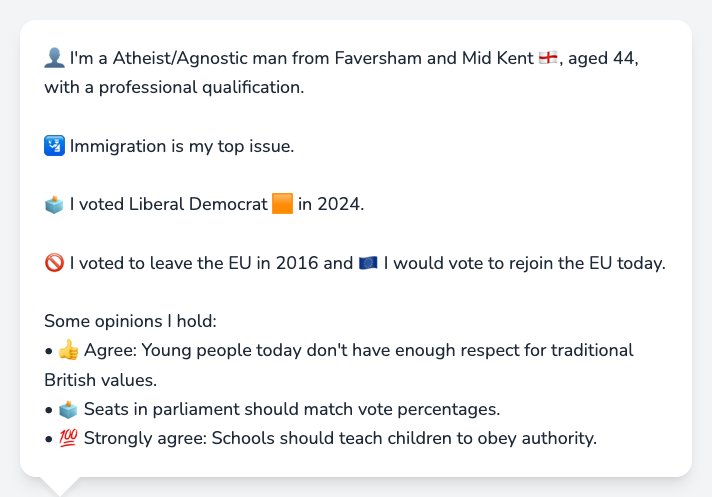 👤 I'm a Atheist/Agnostic man from Faversham and Mid Kent 🏴󠁧󠁢󠁥󠁮󠁧󠁿, aged 44,
with a professional qualification.
🛂 Immigration is my top issue.
🗳️ I voted Liberal Democrat 🟧 in 2024.
🚫 I voted to leave the EU in 2016 and 🇪🇺 I would vote to rejoin the EU today.
Some opinions I hold:
• 👍 Agree: Young people today don't have enough respect for traditional
British values.
• 🗳️ Seats in parliament should match vote percentages.
• 💯 Strongly agree: Schools should teach children to obey authority.